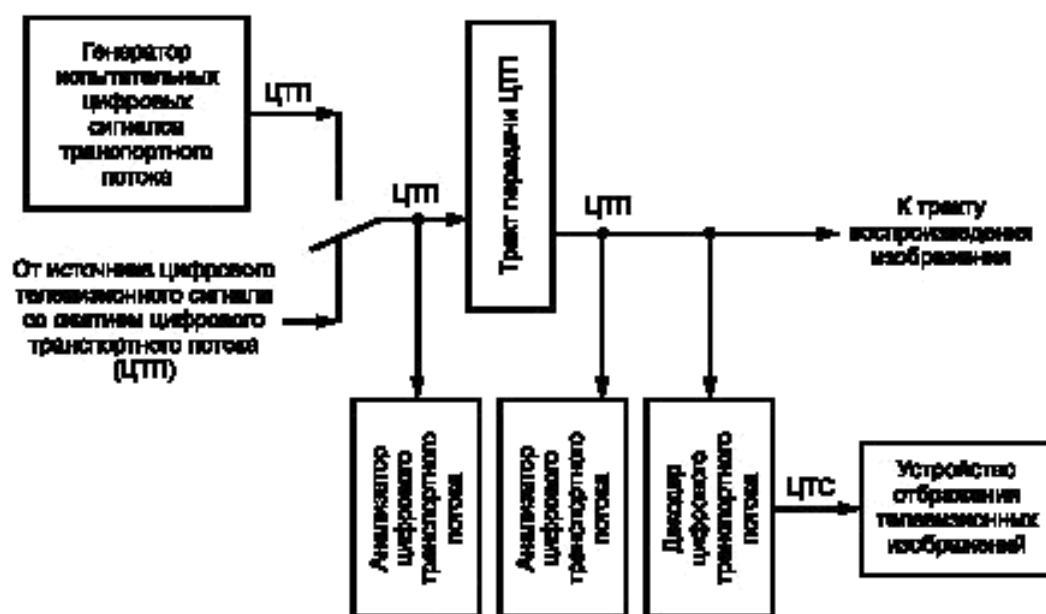 Генератор
испытательных
цифровых
сигналов
транспортного
потока
ЦТП
ЦТП
Тракт передачи ЦТП
ЦТП
К тракту
воспроизведения
изображения
От источника цифрового
телевизионного сигнала
со сжатием цифрового
транспортного потока
(ЦТП)
Анализатор
цифрового
транспортного
потока
Анализатор
цифрового
транспортного
потока
Декодер
цифрового
транспортного
потока
ЦТС
Устройство
отбражения
телевизионных
изображений